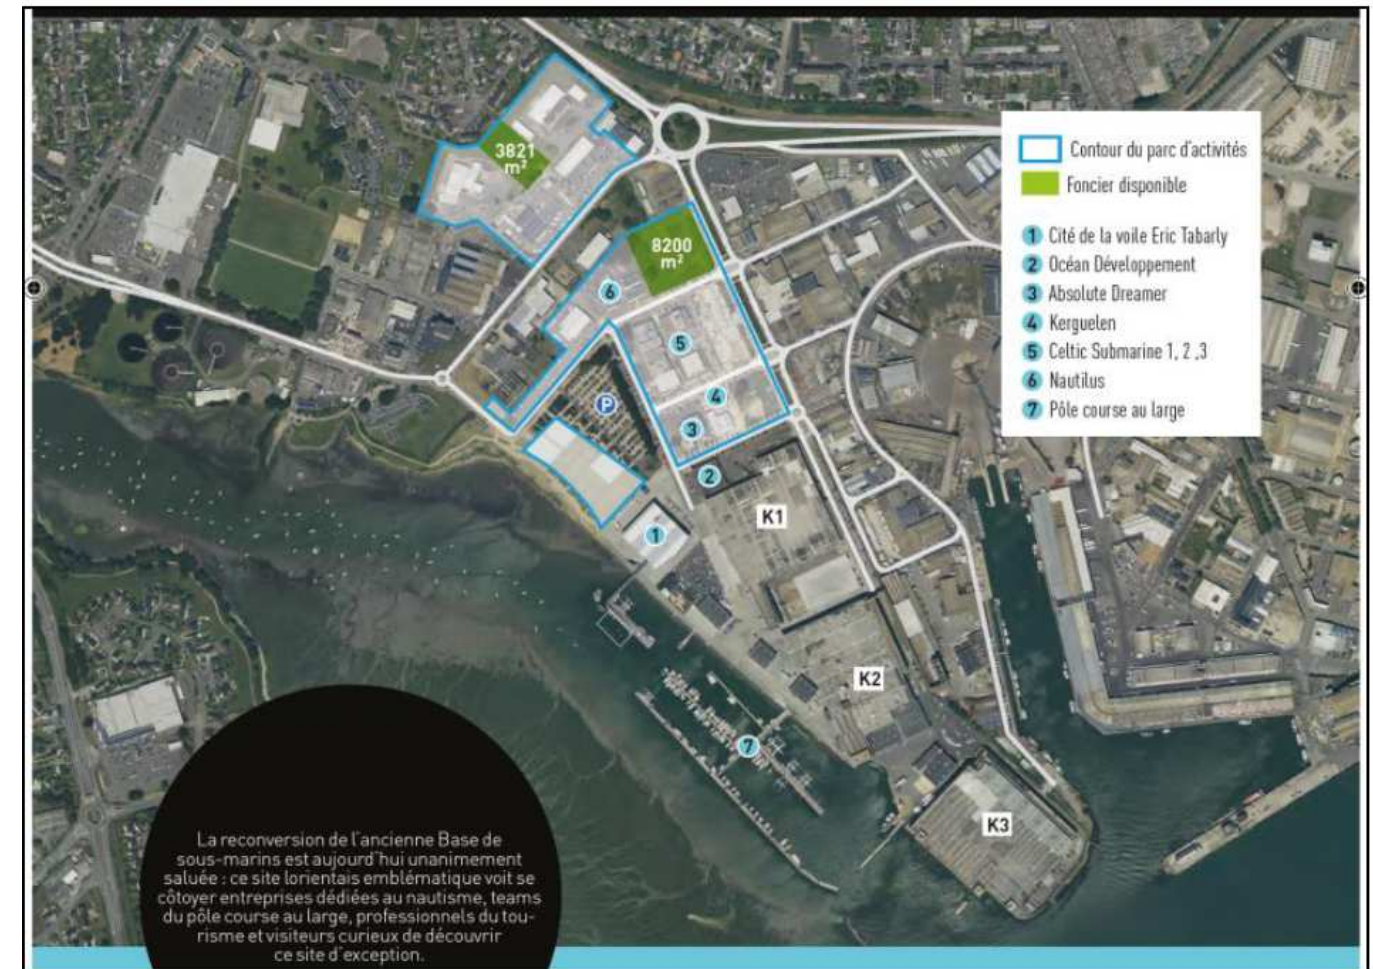 3821
m²
8200
m²
6
5
4
3
P
2
1
K1
K2
7
K3
Contour du parc d'activités
Foncier disponible
1 Cité de la voile Eric Tabarly
2 Océan Développement
3 Absolute Dreamer
4 Kerguelen
5 Celtic Submarine 1, 2 ,3
6 Nautilus
7 Pôle course au large
La reconversion de l'ancienne Base de
sous-marins est aujourd'hui unanimement
saluée : ce site lorientais emblématique voit se
côtoyer entreprises dédiées au nautisme, teams
du pôle course au large, professionnels du tou-
risme et visiteurs curieux de découvrir
ce site d'exception.